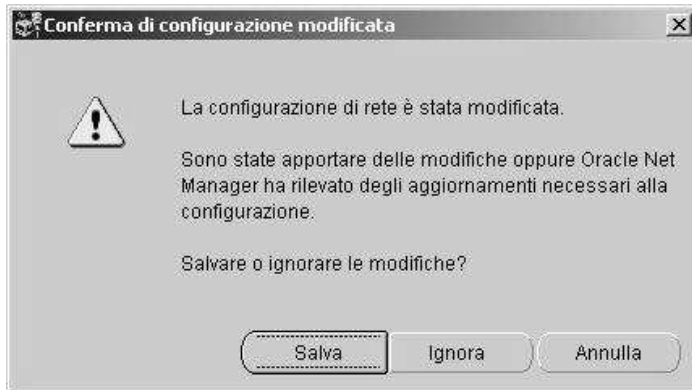 Conferma di configurazione modificata
La configurazione di rete è stata modificata.
Sono state apportare delle modifiche oppure Oracle Net
Manager ha rilevato degli aggiornamenti necessari alla
configurazione.
Salvare o ignorare le modifiche?
Salva
Ignora
Annulla